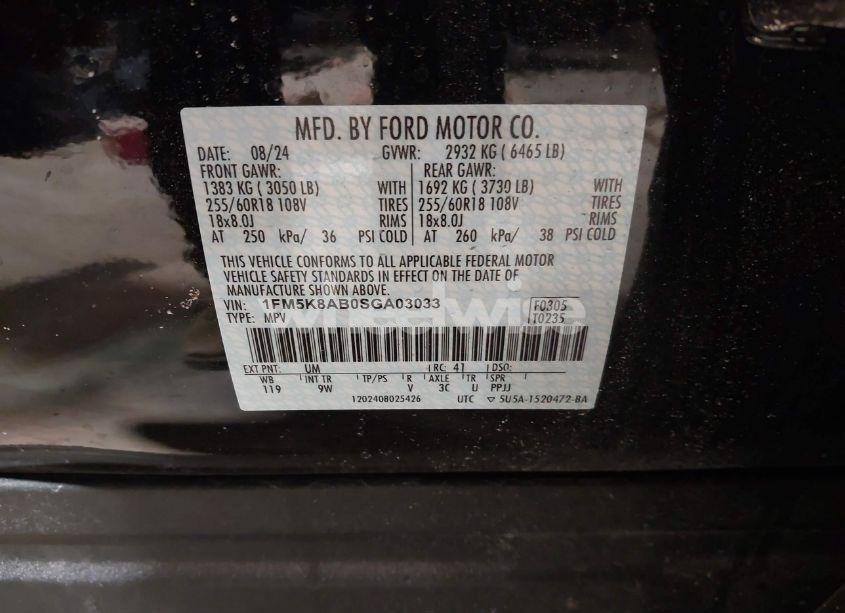 MFD. BY FORD MOTOR CO.
DATE: 08/24 GVWR: 2932 KG ( 6465 LB)
FRONT GAWR: REAR GAWR:
1383 KG ( 3050 LB) WITH 1692 KG ( 3730 LB) WITH
255/60R18 108V TIRES 255/60R18 108V TIRES
18x8.0J RIMS 18x8.0J RIMS
AT 250 kPa/ 36 PSI COLD AT 260 kPa/ 38 PSI COLD
THIS VEHICLE CONFORMS TO ALL APPLICABLE FEDERAL MOTOR
VEHICLE SAFETY STANDARDS IN EFFECT ON THE DATE OF
MANUFACTURE SHOWN ABOVE.
VIN: 1FM5K8AB0SGA03033 F0305
TYPE: MPV T0235
wheelwire
EXT PNT: UM RC: 41 DSO:
WB INT TR TP/PS R AXLE TR SPR
119 9W V 3C U PPJJ
1202408025426 UTC ▽ 5U5A-1520472-BA